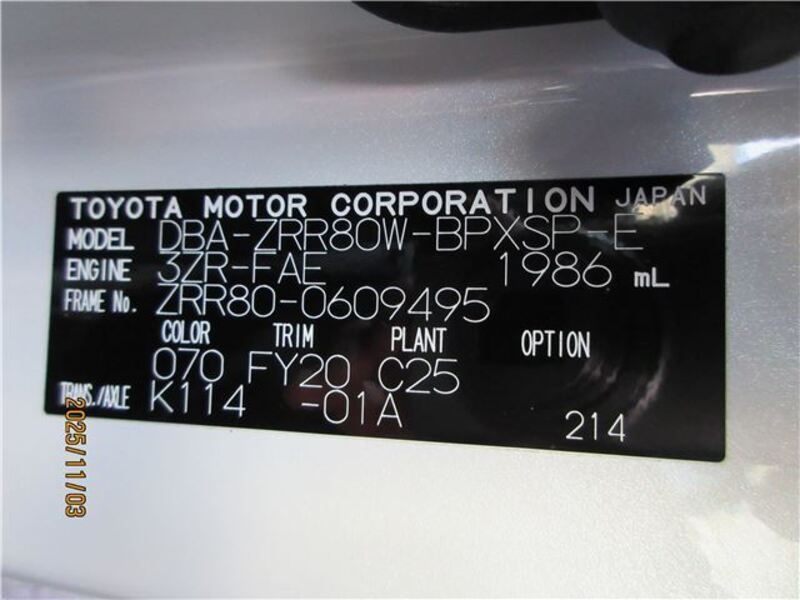 TOYOTA MOTOR CORPORATION JAPAN
MODEL DBA-ZRR80W-BPXSP-E
ENGINE 3ZR-FAE 1986 mL
FRAME No. ZRR80-0609495
COLOR TRIM PLANT OPTION
070 FY20 C25
TRANS./AXLE K114 -01A
214
2025/11/03